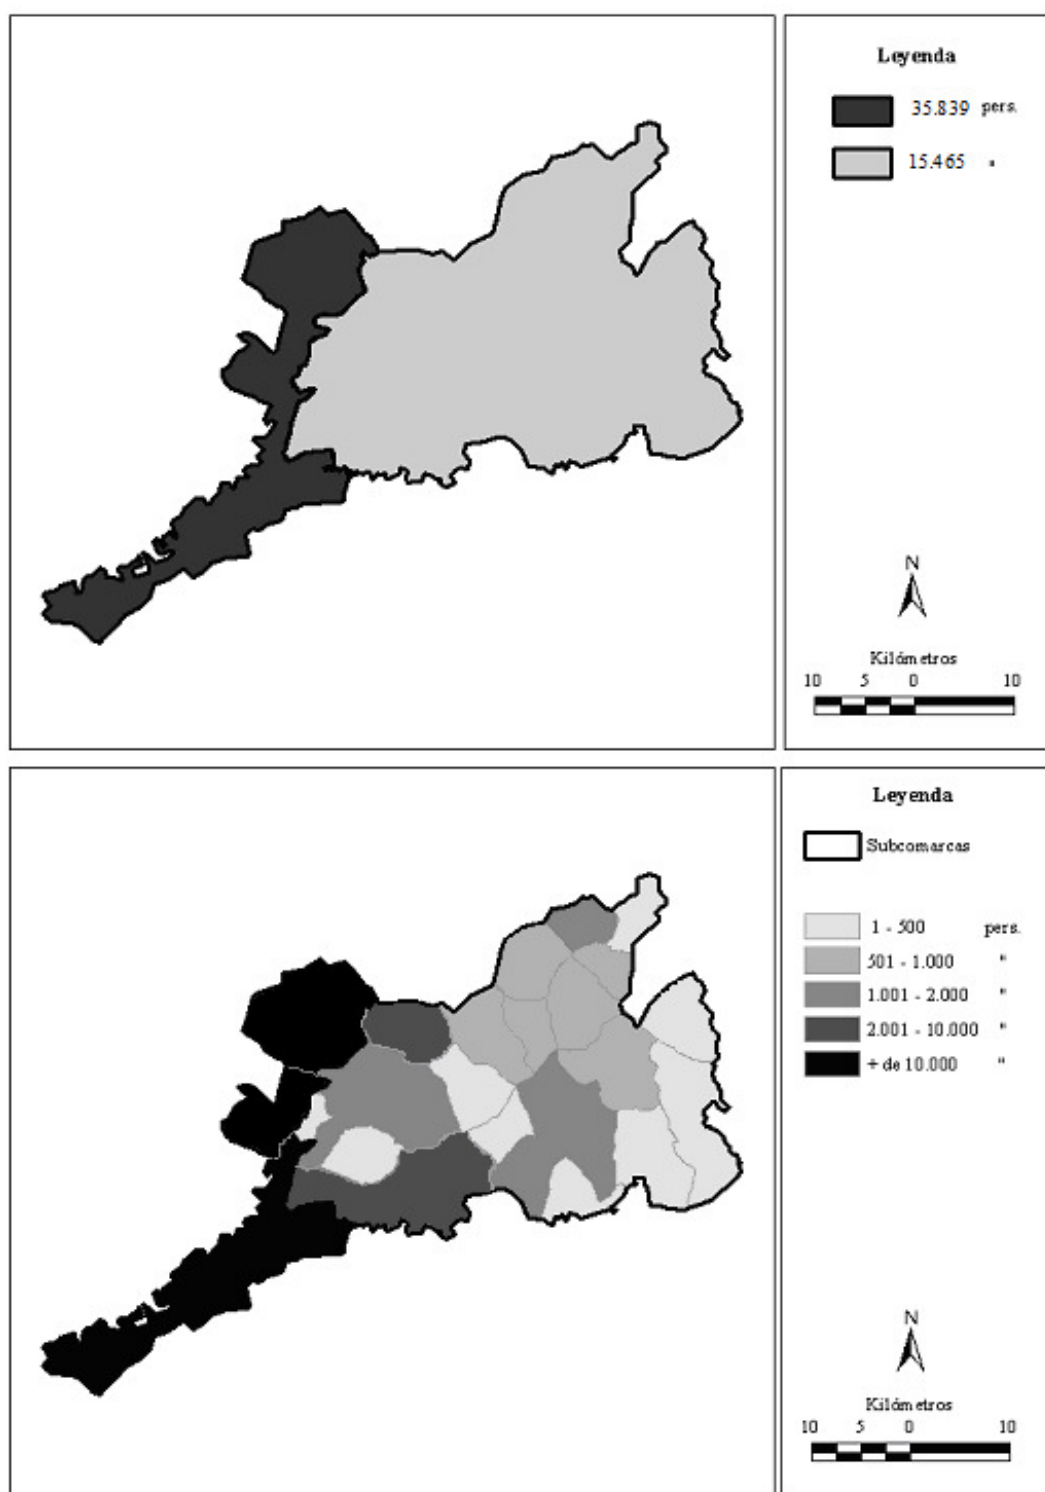 Leyenda
35.839 pers.
15.465 "
N
Kilómetros
10 5 0 10
Leyenda
Subcomarcas
1 - 500 pers.
501 - 1.000 "
1.001 - 2.000 "
2.001 - 10.000 "
+ de 10.000 "
N
Kilómetros
10 5 0 10